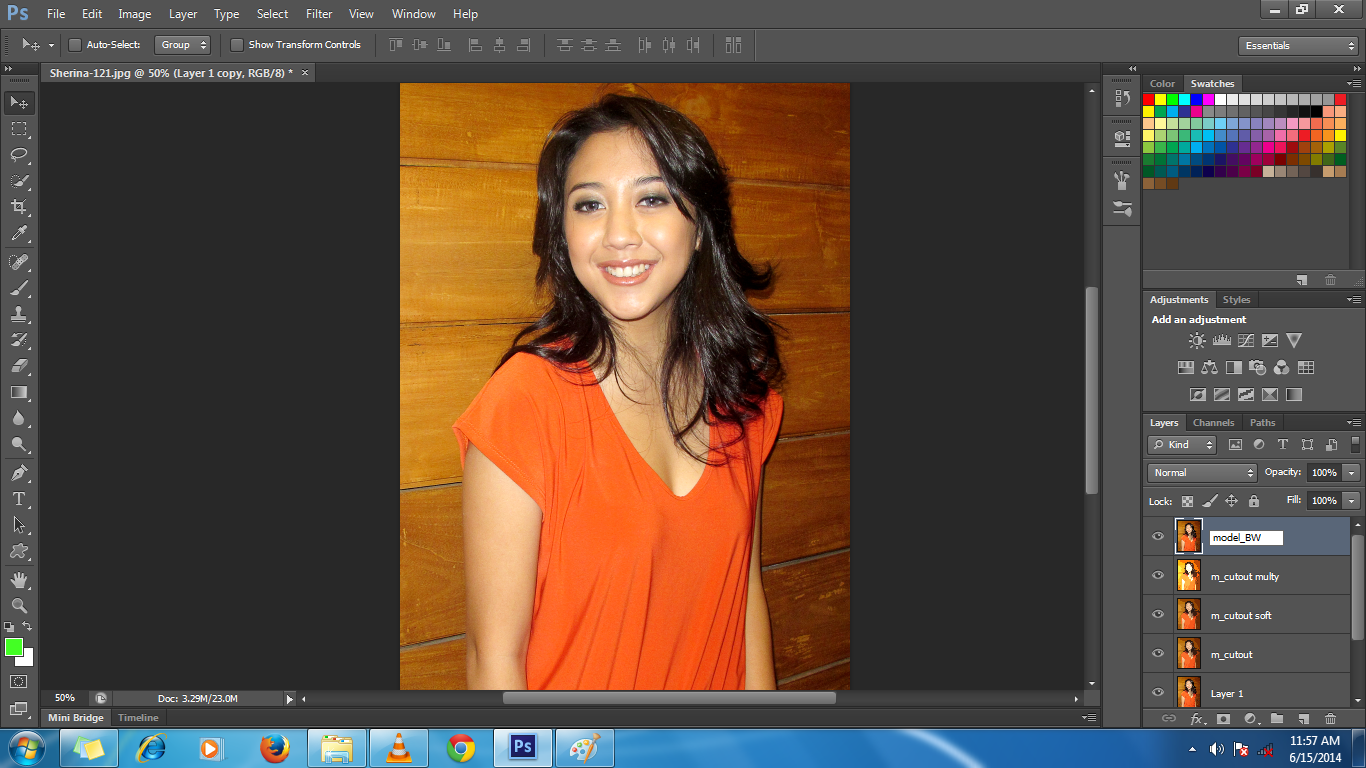 Ps File Edit Image Layer Type Select Filter View Window Help
Auto-Select: Group Show Transform Controls Essentials
Sherina-121.jpg @ 50% (Layer 1 copy, RGB/8) * ×
Color Swatches
Adjustments Styles
Add an adjustment
Layers Channels Paths
Kind
Normal Opacity: 100%
Lock: Fill: 100%
model_BW
m_cutout multy
m_cutout soft
m_cutout
Layer 1
fx
50% Doc: 3.29M/23.0M
Mini Bridge Timeline
Ps
11:57 AM
6/15/2014